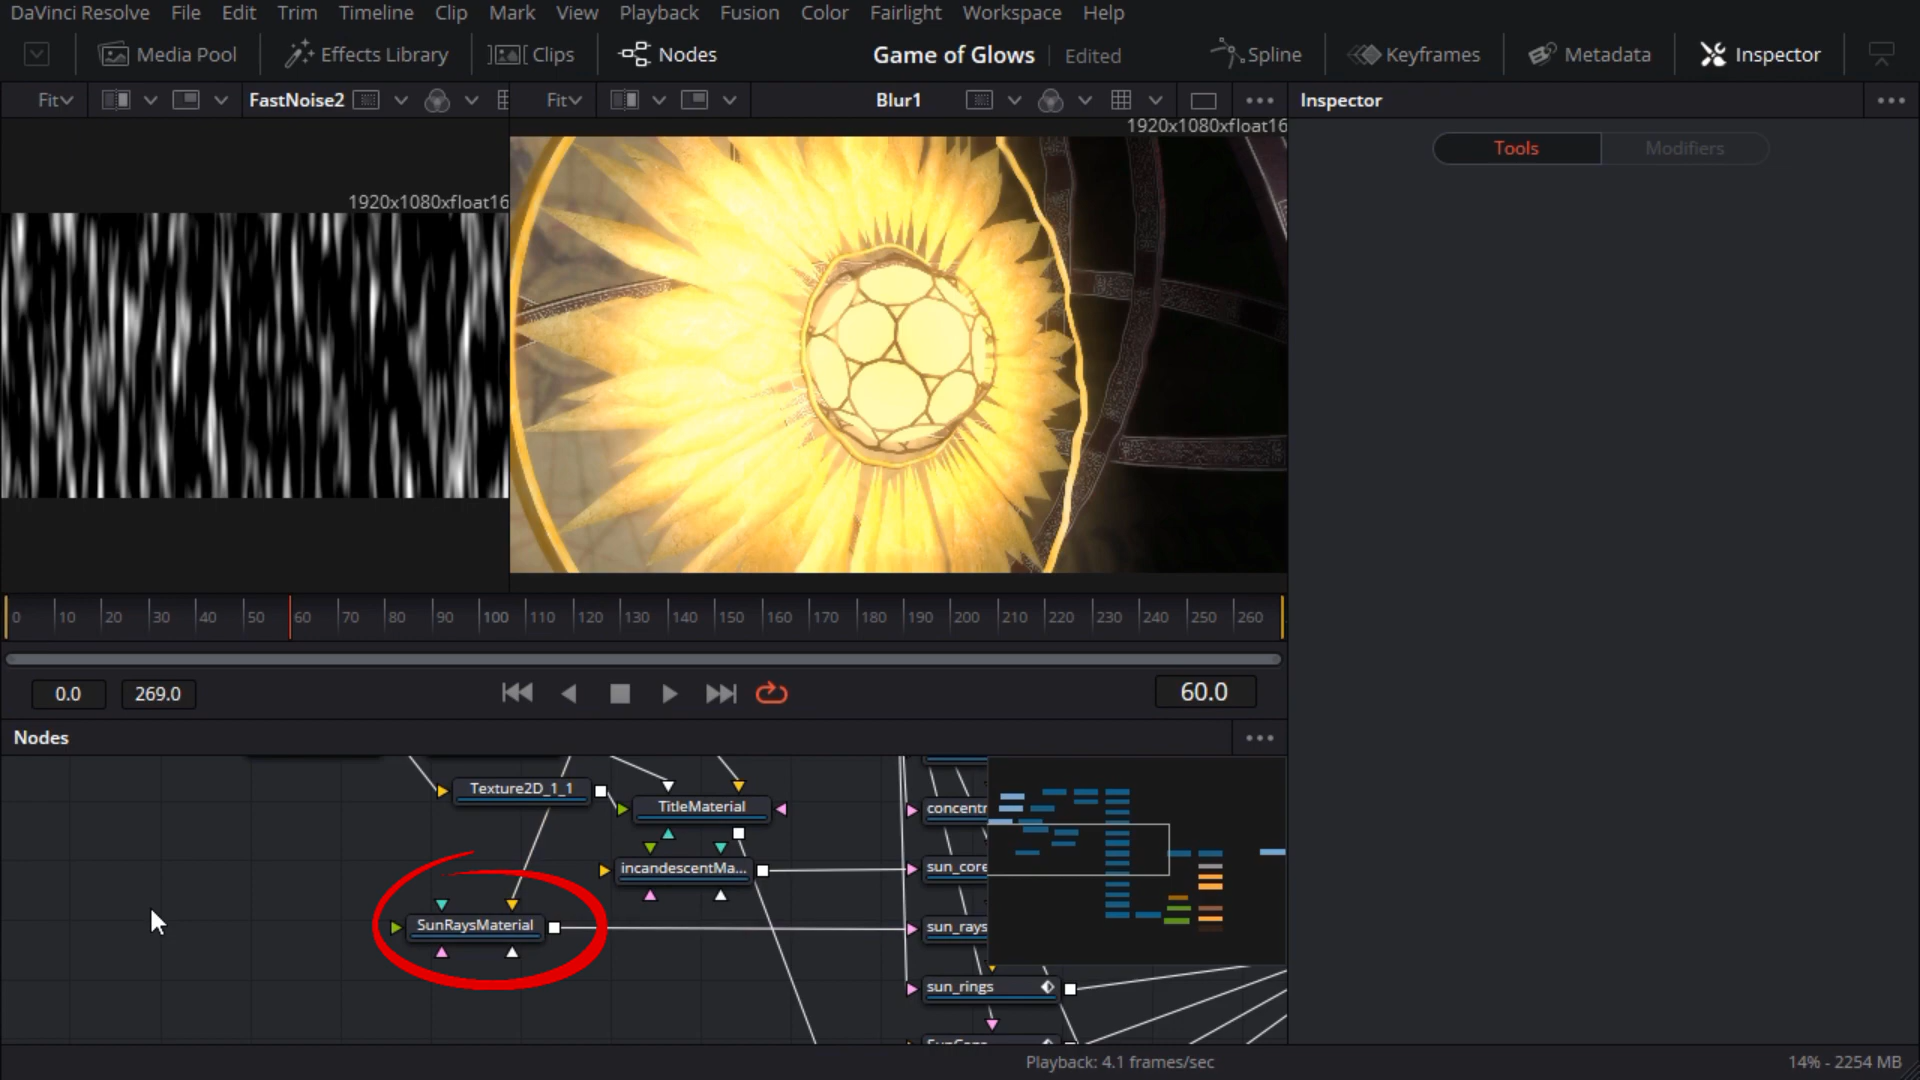 DaVinci Resolve File Edit Trim Timeline Clip Mark View Playback Fusion Color Fairlight Workspace Help
Media Pool Effects Library Clips Nodes Game of Glows Edited Spline Keyframes Metadata Inspector
Fit FastNoise2 Fit Blur1 Inspector
1920x1080xfloat16
Tools Modifiers
1920x1080xfloat16
0 10 20 30 40 50 60 70 80 90 100 110 120 130 140 150 160 170 180 190 200 210 220 230 240 250 260
0.0 269.0 60.0
Nodes
Texture2D_1_1
TitleMaterial
concentr
incandescentMa...
sun_core
SunRaysMaterial
sun_rays
sun_rings
Playback: 4.1 frames/sec 14% - 2254 MB